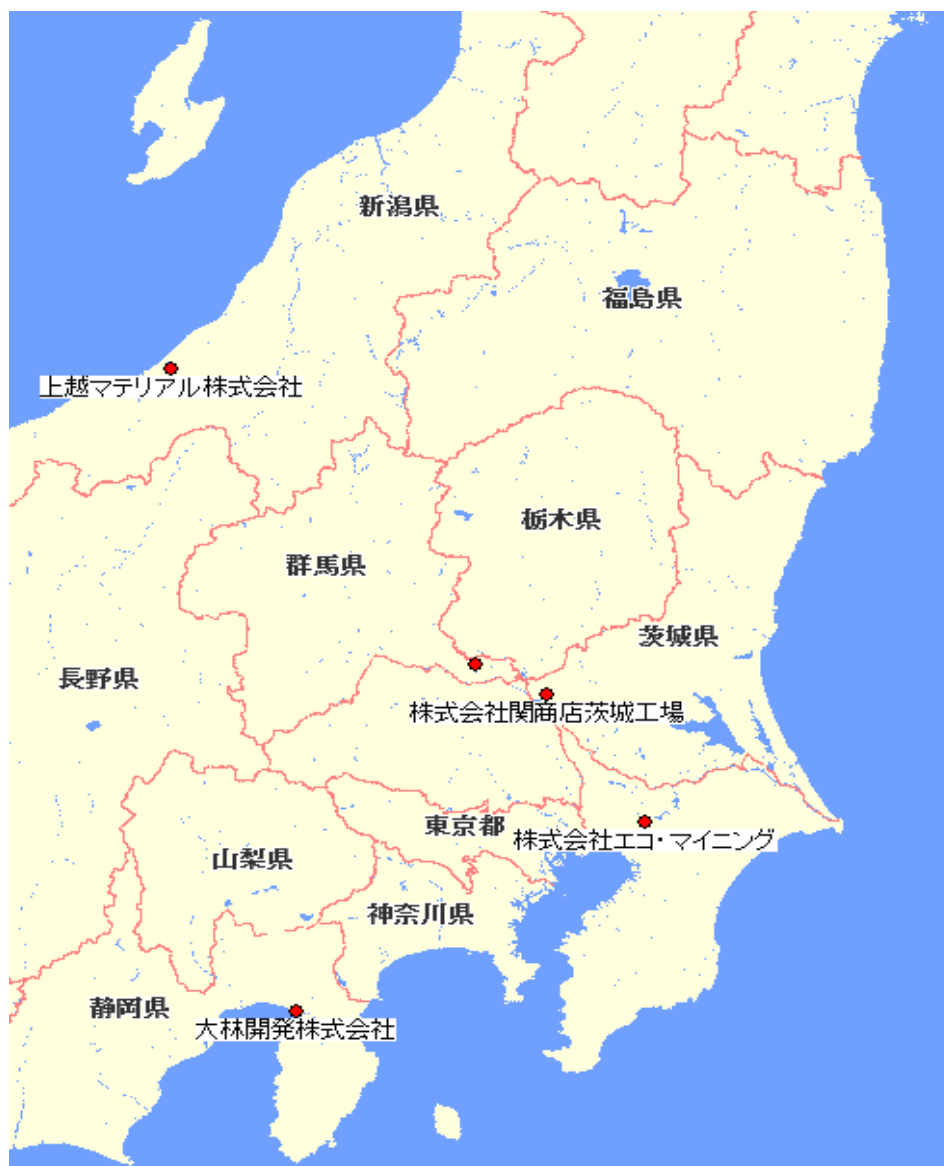 新潟県
福島県
上越マテリアル株式会社
栃木県
群馬県
茨城県
長野県
株式会社関商店茨城工場
東京都
株式会社エコ・マイニング
山梨県
神奈川県
静岡県
大林開発株式会社